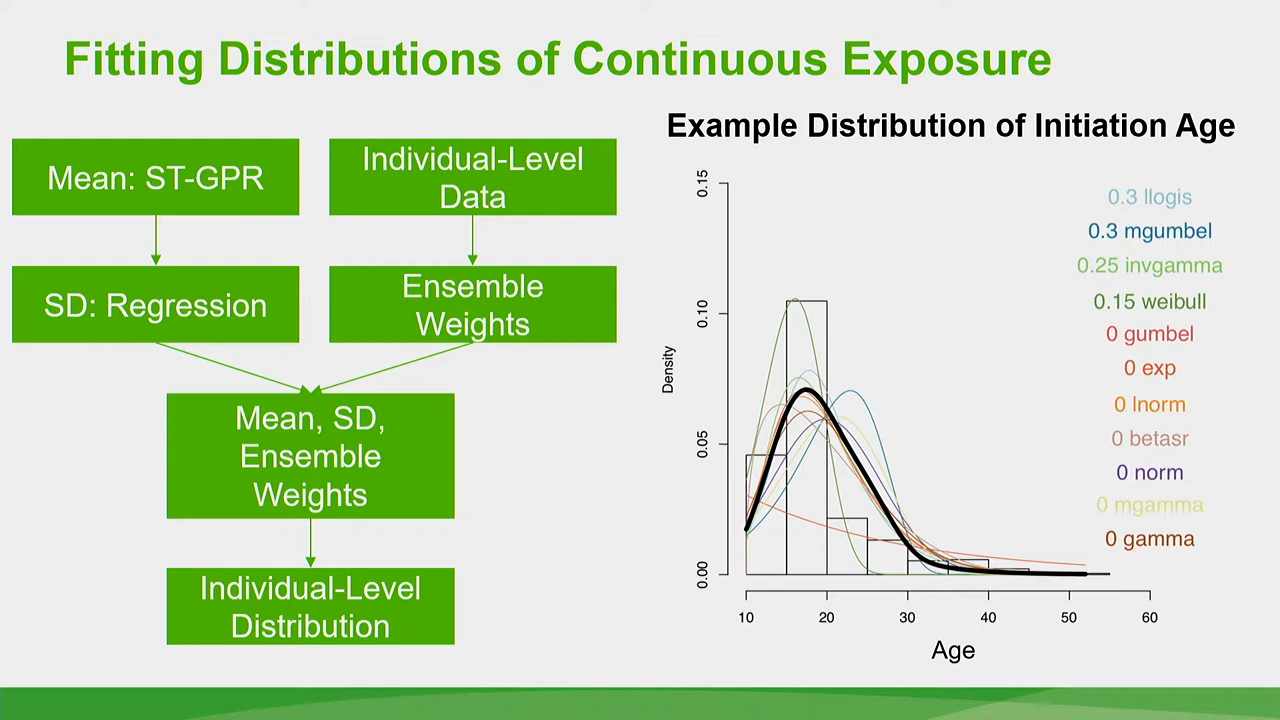 Fitting Distributions of Continuous Exposure
Mean: ST-GPR
Individual-Level
Data
SD: Regression
Ensemble
Weights
Mean, SD,
Ensemble
Weights
Individual-Level
Distribution
Example Distribution of Initiation Age
0.15
0.10
0.05
0.00
Density
10 20 30 40 50 60
Age
0.3 llogis
0.3 mgumbel
0.25 invgamma
0.15 weibull
0 gumbel
0 exp
0 lnorm
0 betasr
0 norm
0 mgamma
0 gamma